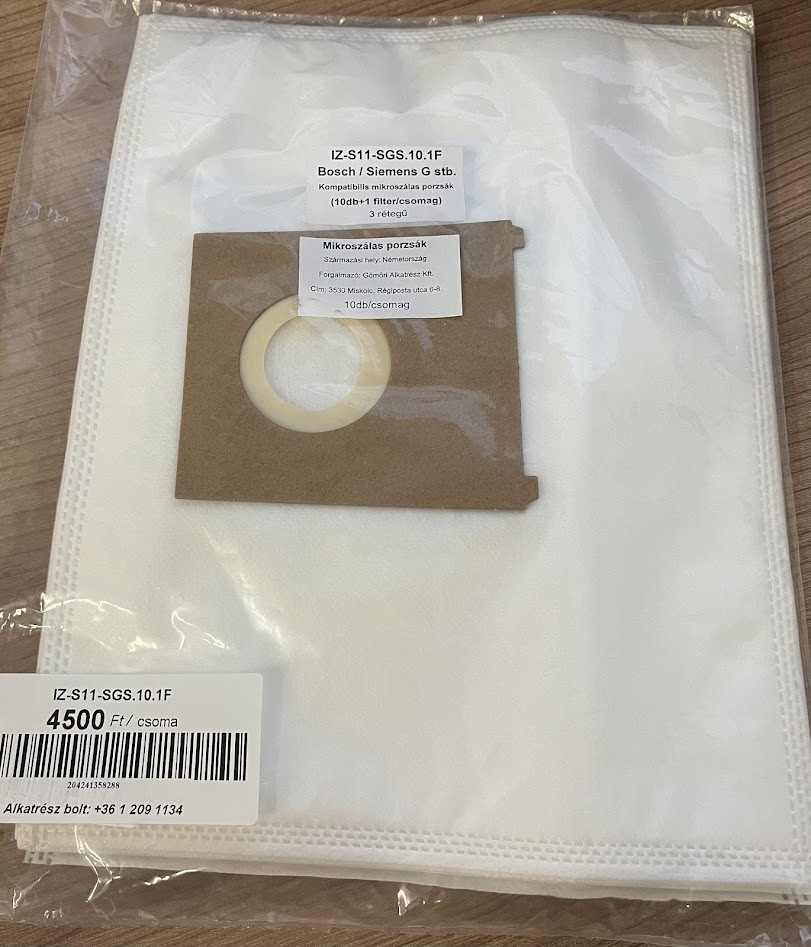 IZ-S11-SGS.10.1F
Bosch / Siemens G stb.
Kompatibilis mikroszálas porzsák
(10db+1 filter/csomag)
3 rétegű
Mikroszálas porzsák
Származási hely: Németország
Forgalmazó: Gömöri Alkatrész Kft.
Cím: 3530 Miskolc, Régiposta utca 6-8.
10db/csomag
IZ-S11-SGS.10.1F
4500 Ft/ csoma
204241358288
Alkatrész bolt: +36 1 209 1134